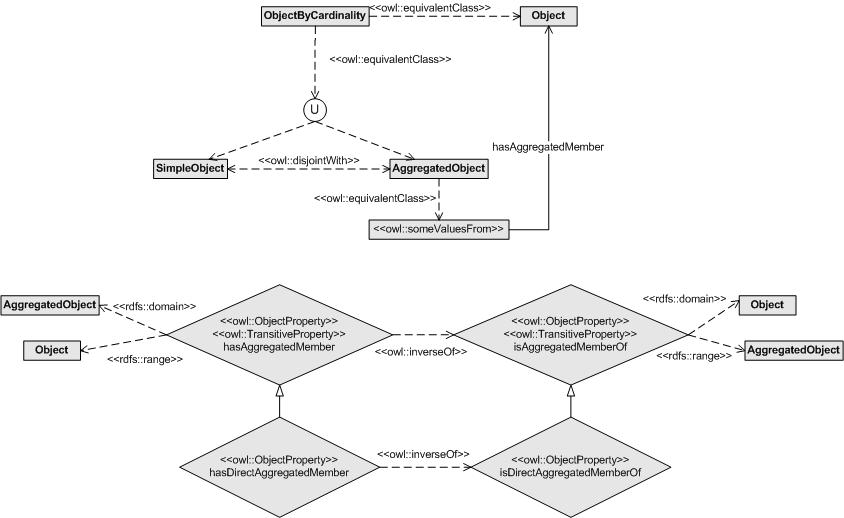 ObjectByCardinality
<<owl::equivalentClass>>
Object
<<owl::equivalentClass>>
U
hasAggregatedMember
SimpleObject
<<owl::disjointWith>>
AggregatedObject
<<owl::equivalentClass>>
<<owl::someValuesFrom>>
AggregatedObject
<<rdfs::domain>>
Object
<<rdfs::range>>
<<owl::ObjectProperty>>
<<owl::TransitiveProperty>>
hasAggregatedMember
<<owl::inverseOf>>
<<owl::ObjectProperty>>
<<owl::TransitiveProperty>>
isAggregatedMemberOf
<<rdfs::domain>>
Object
<<rdfs::range>>
AggregatedObject
<<owl::ObjectProperty>>
hasDirectAggregatedMember
<<owl::inverseOf>>
<<owl::ObjectProperty>>
isDirectAggregatedMemberOf